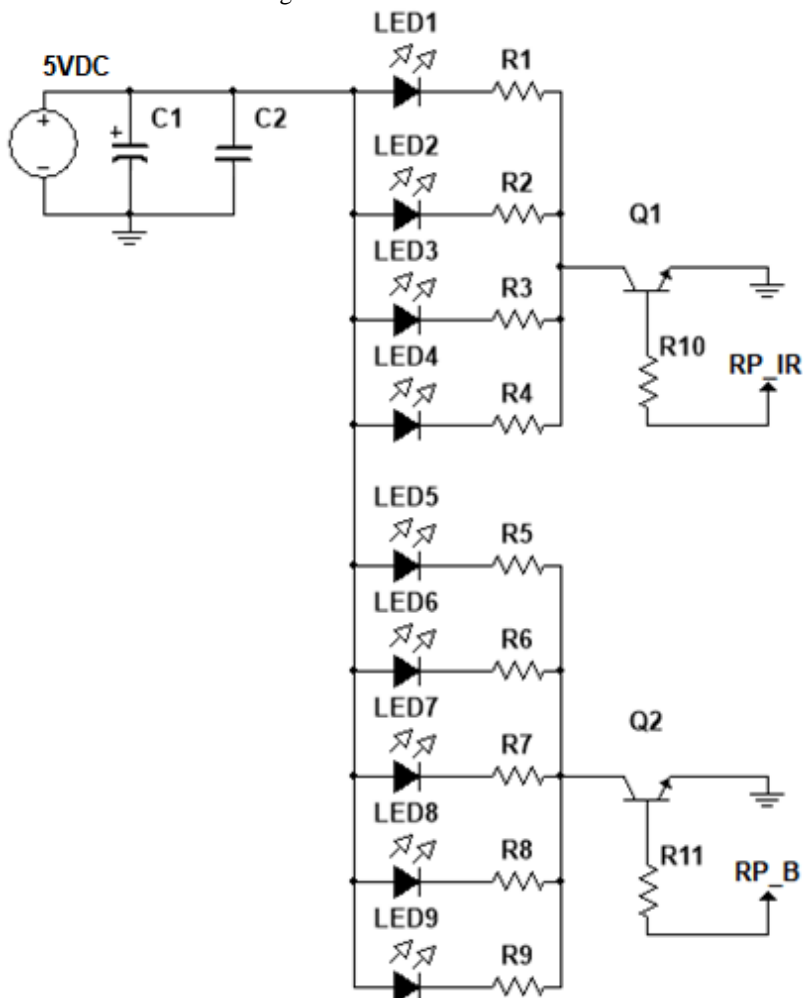 LED1
R1
5VDC
C1
C2
+
+
−
LED2
R2
Q1
LED3
R3
R10
RP_IR
LED4
R4
LED5
R5
LED6
R6
Q2
LED7
R7
LED8
R8
R11
RP_B
LED9
R9